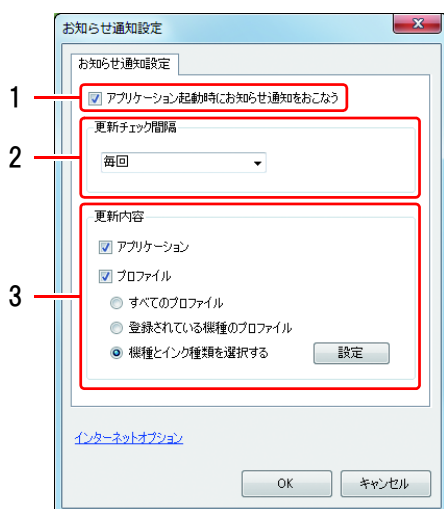 お知らせ通知設定
お知らせ通知設定
1
アプリケーション起動時にお知らせ通知をおこなう
2
更新チェック間隔
毎回
3
更新内容
アプリケーション
プロファイル
すべてのプロファイル
登録されている機種のプロファイル
機種とインク種類を選択する 設定
インターネットオプション
OK キャンセル